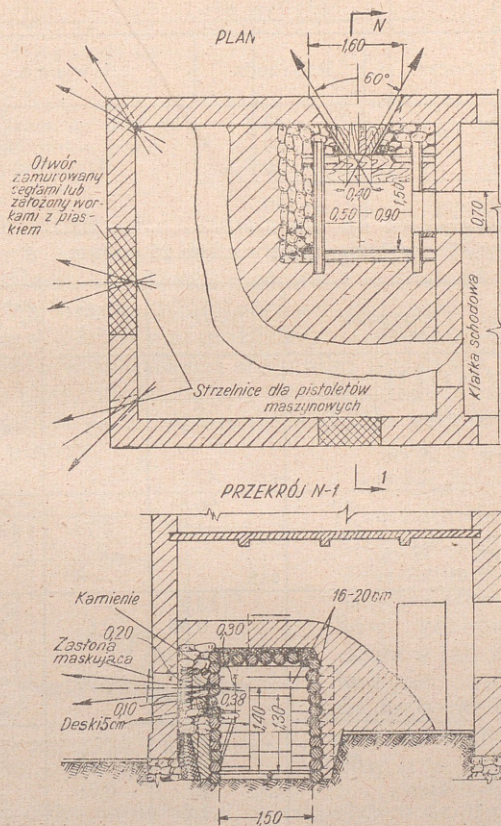 PLAN
N
1,60
60°
Otwór
zamurowany
cegłami lub
założony wor-
kami z pias-
kiem
0,40
1,50
0,50
0,90
0,70
Klatka schodowa
Strzelnice dla pistoletów
maszynowych
1
PRZEKRÓJ N-1
Kamienie
0,20
0,30
16-20cm
Zasłona
maskująca
0,10
0,38
Deski 5cm
1,40
1,30
1,50